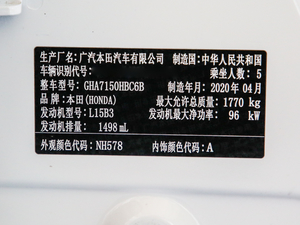 生产厂名：广汽本田汽车有限公司 制造国：中华人民共和国
车辆识别代号： 乘坐人数：5
整车型号：GHA7150HBC6B 制造年月：2020年04月
品牌：本田(HONDA) 最大允许总质量：1770 kg
发动机型号：L15B3 发动机最大净功率：96 kW
发动机排量：1498 mL
外观颜色代码：NH578 内饰颜色代码：A